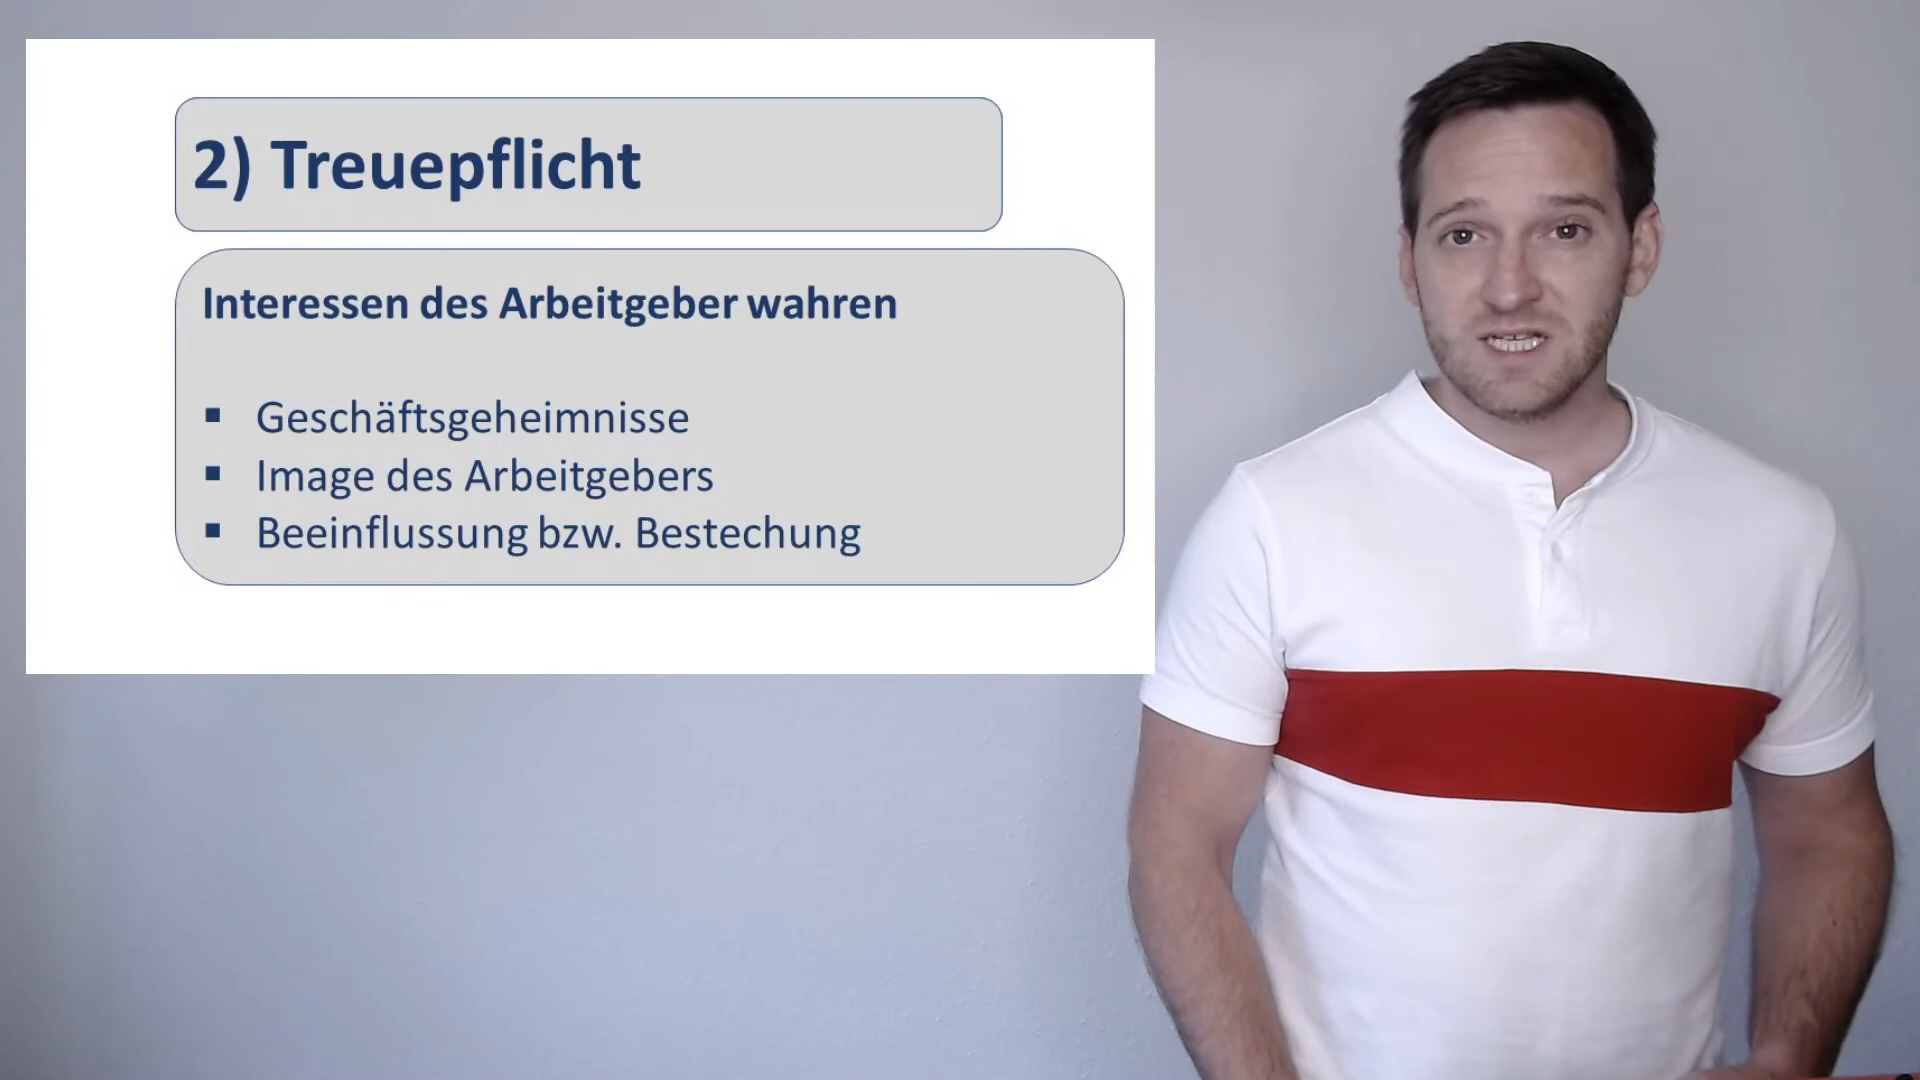 2) Treuepflicht
Interessen des Arbeitgeber wahren
▪ Geschäftsgeheimnisse
▪ Image des Arbeitgebers
▪ Beeinflussung bzw. Bestechung